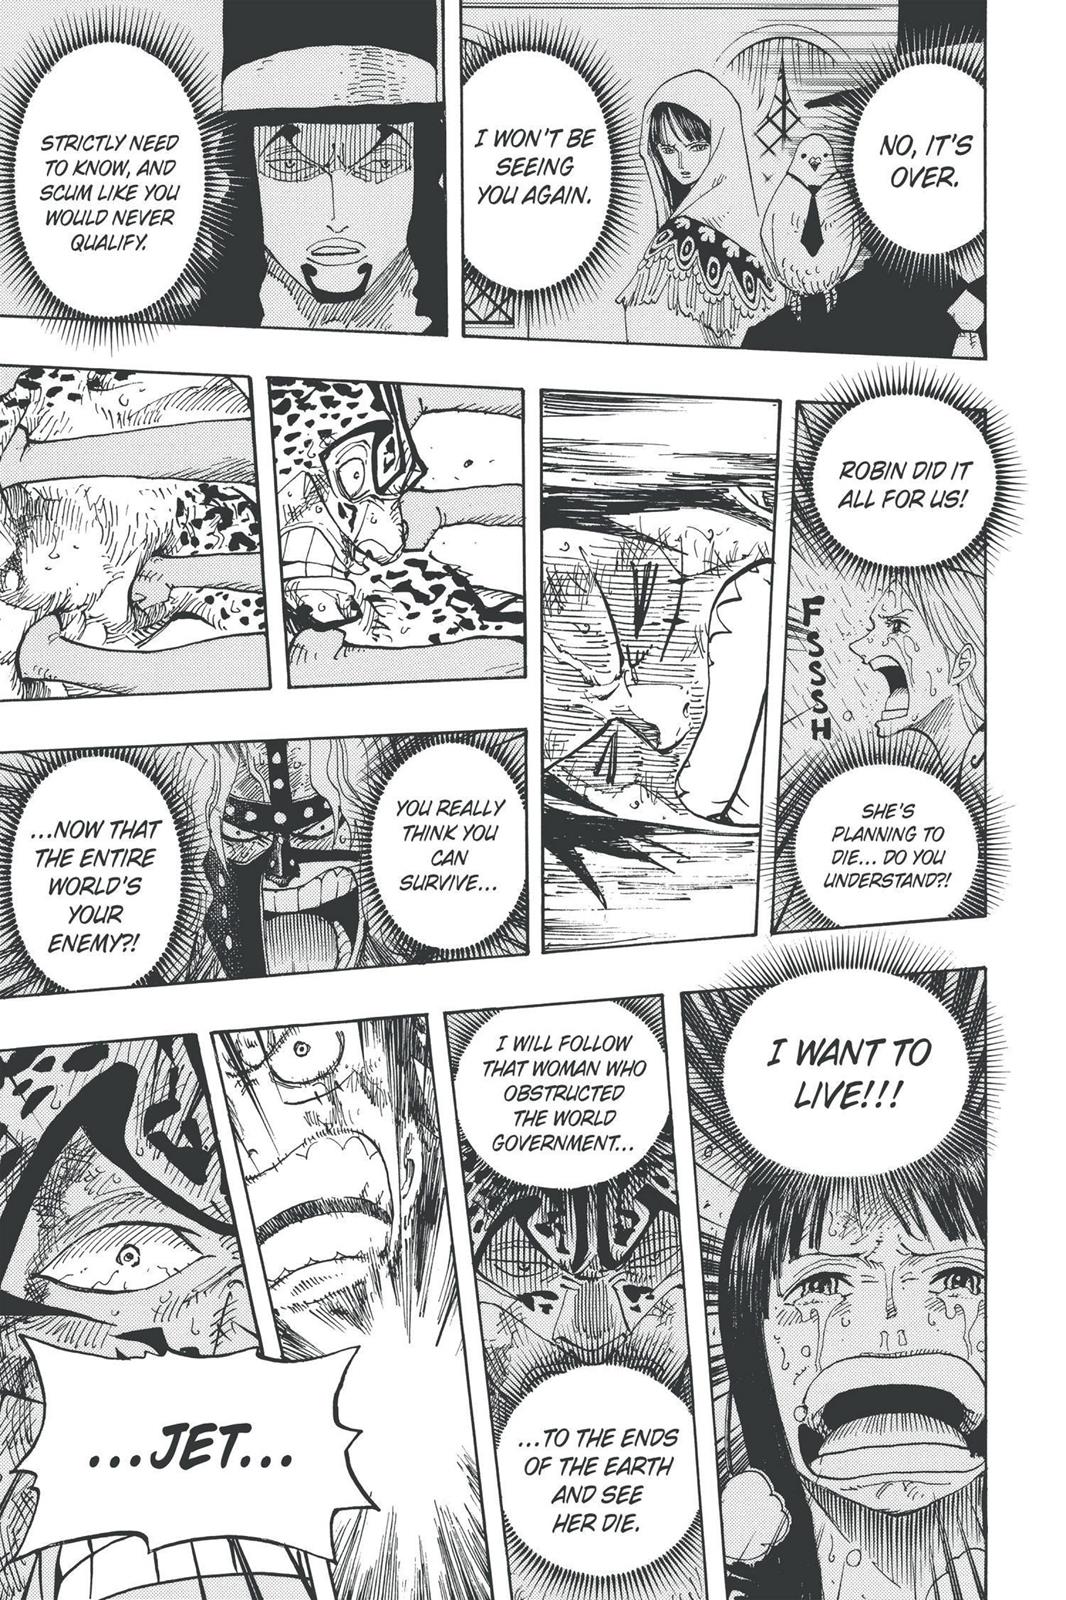 NO, IT'S
OVER.
I WON'T BE
SEEING
YOU AGAIN.
STRICTLY NEED
TO KNOW, AND
SCUM LIKE YOU
WOULD NEVER
QUALIFY.
ROBIN DID IT
ALL FOR US!
FSSSH
SHE'S
PLANNING TO
DIE... DO YOU
UNDERSTAND?!
YOU REALLY
THINK YOU
CAN
SURVIVE...
...NOW THAT
THE ENTIRE
WORLD'S
YOUR
ENEMY?!
I WANT TO
LIVE!!!
I WILL FOLLOW
THAT WOMAN WHO
OBSTRUCTED
THE WORLD
GOVERNMENT...
...TO THE ENDS
OF THE EARTH
AND SEE
HER DIE.
...JET...